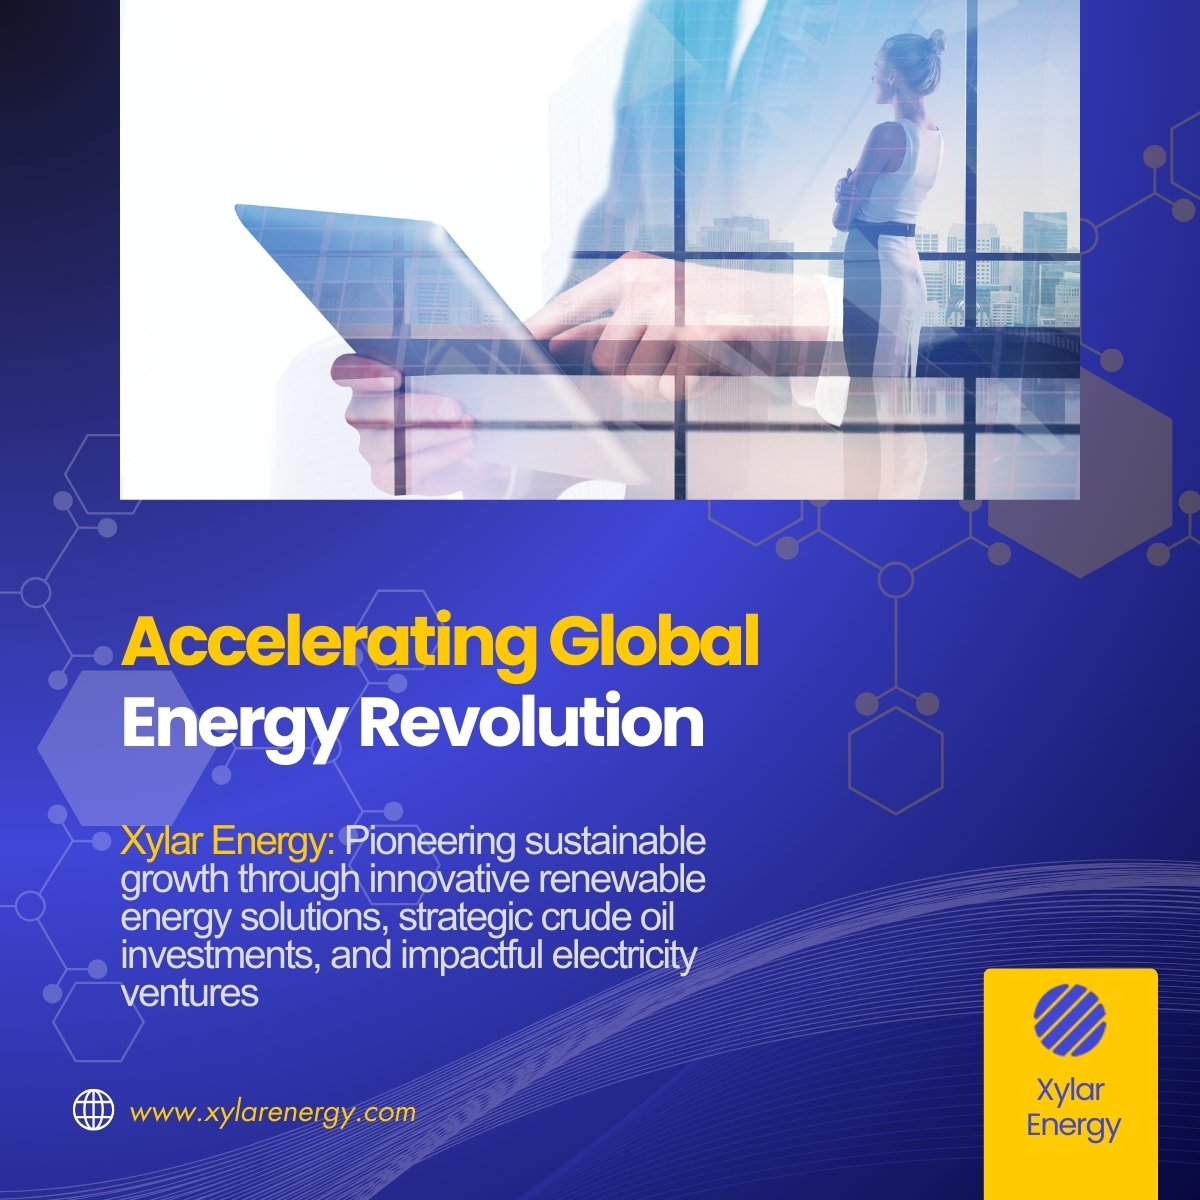 Accelerating Global
Energy Revolution
Xylar Energy: Pioneering sustainable
growth through innovative renewable
energy solutions, strategic crude oil
investments, and impactful electricity
ventures
www.xylarenergy.com
Xylar
Energy